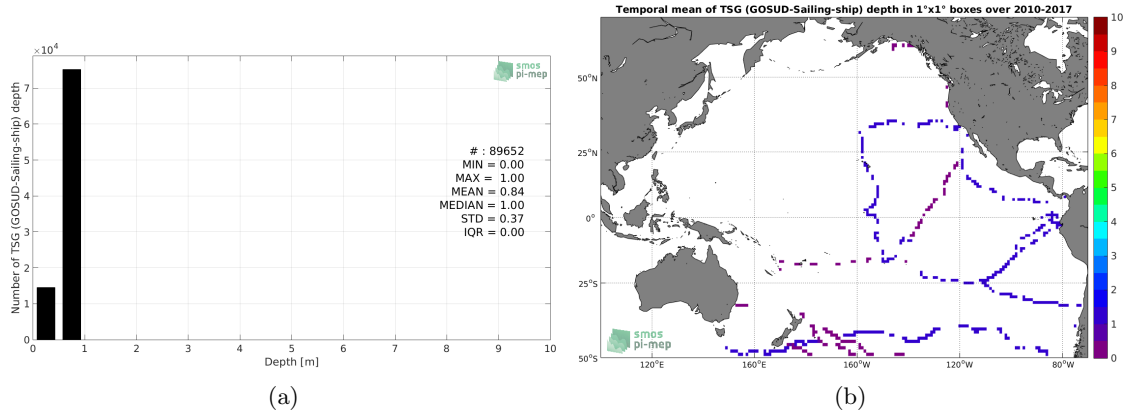 ×10⁴
7
6
5
4
3
2
1
0
Number of TSG (GOSUD-Sailing-ship) depth
smos
pi-mep
# : 89652
MIN = 0.00
MAX = 1.00
MEAN = 0.84
MEDIAN = 1.00
STD = 0.37
IQR = 0.00
0 1 2 3 4 5 6 7 8 9 10
Depth [m]
(a)
Temporal mean of TSG (GOSUD-Sailing-ship) depth in 1°x1° boxes over 2010-2017
50°N
25°N
0°
25°S
50°S
smos
pi-mep
120°E 160°E 160°W 120°W 80°W
10
9
8
7
6
5
4
3
2
1
0
(b)